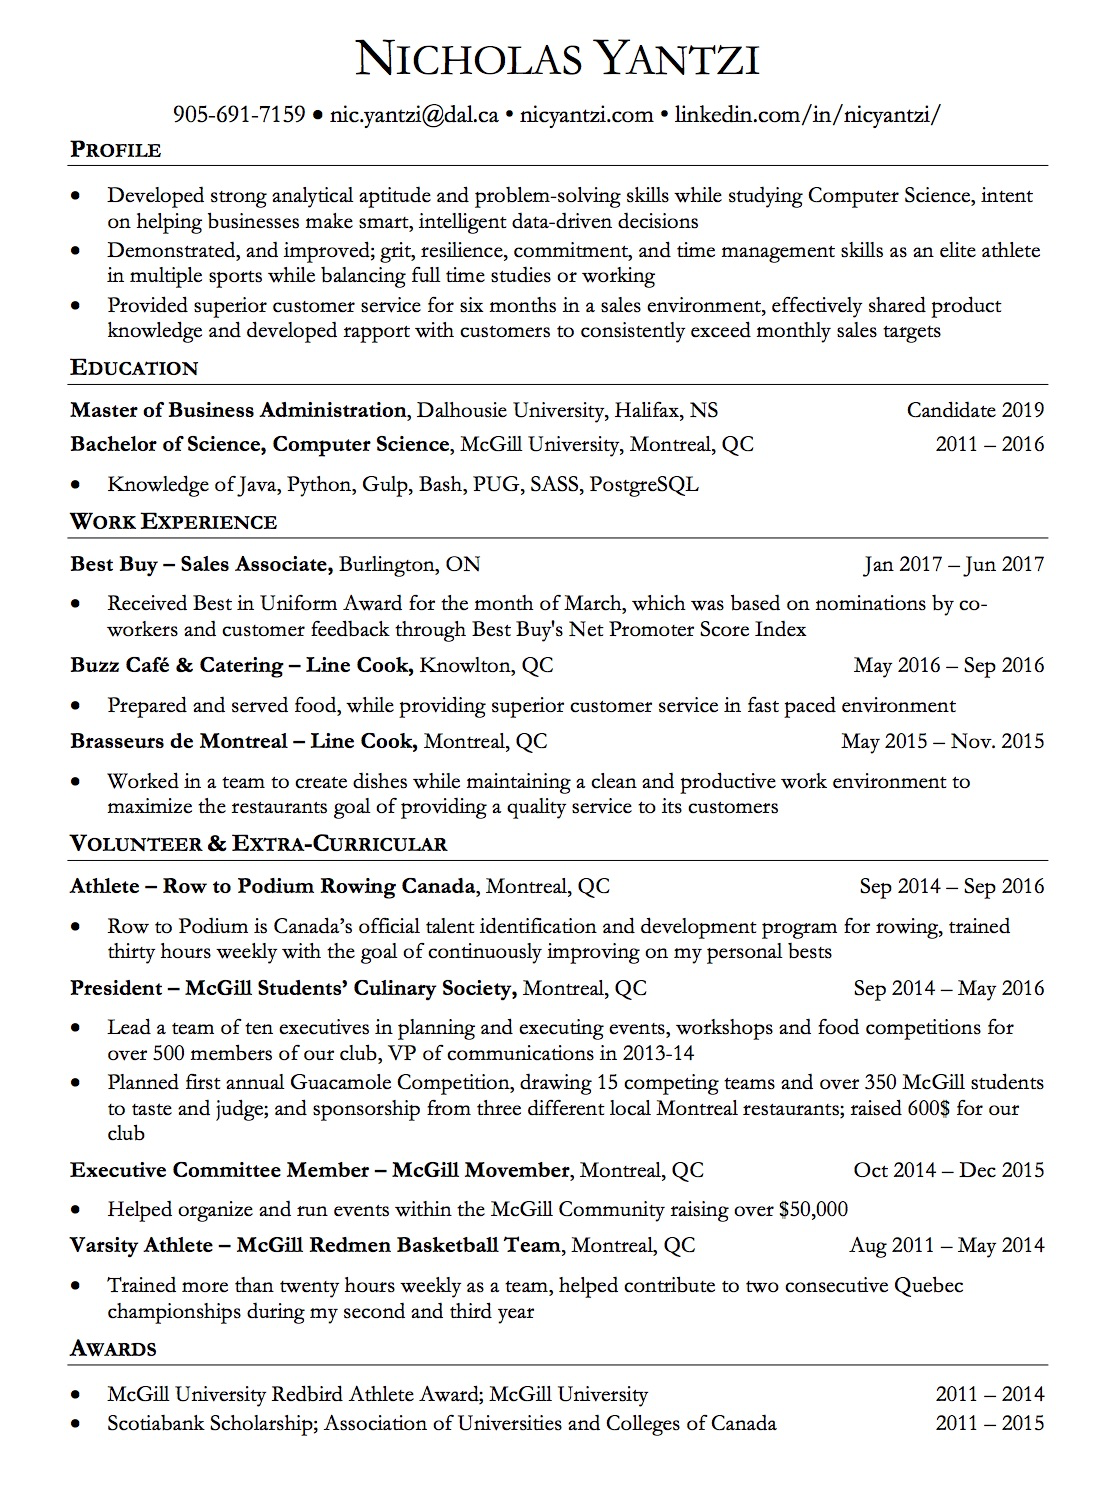 NICHOLAS YANTZI
905-691-7159 ● nic.yantzi@dal.ca • nicyantzi.com • linkedin.com/in/nicyantzi/
PROFILE
• Developed strong analytical aptitude and problem-solving skills while studying Computer Science, intent
on helping businesses make smart, intelligent data-driven decisions
• Demonstrated, and improved; grit, resilience, commitment, and time management skills as an elite athlete
in multiple sports while balancing full time studies or working
• Provided superior customer service for six months in a sales environment, effectively shared product
knowledge and developed rapport with customers to consistently exceed monthly sales targets
EDUCATION
Master of Business Administration, Dalhousie University, Halifax, NS Candidate 2019
Bachelor of Science, Computer Science, McGill University, Montreal, QC 2011 – 2016
• Knowledge of Java, Python, Gulp, Bash, PUG, SASS, PostgreSQL
WORK EXPERIENCE
Best Buy – Sales Associate, Burlington, ON Jan 2017 – Jun 2017
• Received Best in Uniform Award for the month of March, which was based on nominations by co-
workers and customer feedback through Best Buy's Net Promoter Score Index
Buzz Café & Catering – Line Cook, Knowlton, QC May 2016 – Sep 2016
• Prepared and served food, while providing superior customer service in fast paced environment
Brasseurs de Montreal – Line Cook, Montreal, QC May 2015 – Nov. 2015
• Worked in a team to create dishes while maintaining a clean and productive work environment to
maximize the restaurants goal of providing a quality service to its customers
VOLUNTEER & EXTRA-CURRICULAR
Athlete – Row to Podium Rowing Canada, Montreal, QC Sep 2014 – Sep 2016
• Row to Podium is Canada’s official talent identification and development program for rowing, trained
thirty hours weekly with the goal of continuously improving on my personal bests
President – McGill Students’ Culinary Society, Montreal, QC Sep 2014 – May 2016
• Lead a team of ten executives in planning and executing events, workshops and food competitions for
over 500 members of our club, VP of communications in 2013-14
• Planned first annual Guacamole Competition, drawing 15 competing teams and over 350 McGill students
to taste and judge; and sponsorship from three different local Montreal restaurants; raised 600$ for our
club
Executive Committee Member – McGill Movember, Montreal, QC Oct 2014 – Dec 2015
• Helped organize and run events within the McGill Community raising over $50,000
Varsity Athlete – McGill Redmen Basketball Team, Montreal, QC Aug 2011 – May 2014
• Trained more than twenty hours weekly as a team, helped contribute to two consecutive Quebec
championships during my second and third year
AWARDS
• McGill University Redbird Athlete Award; McGill University 2011 – 2014
• Scotiabank Scholarship; Association of Universities and Colleges of Canada 2011 – 2015